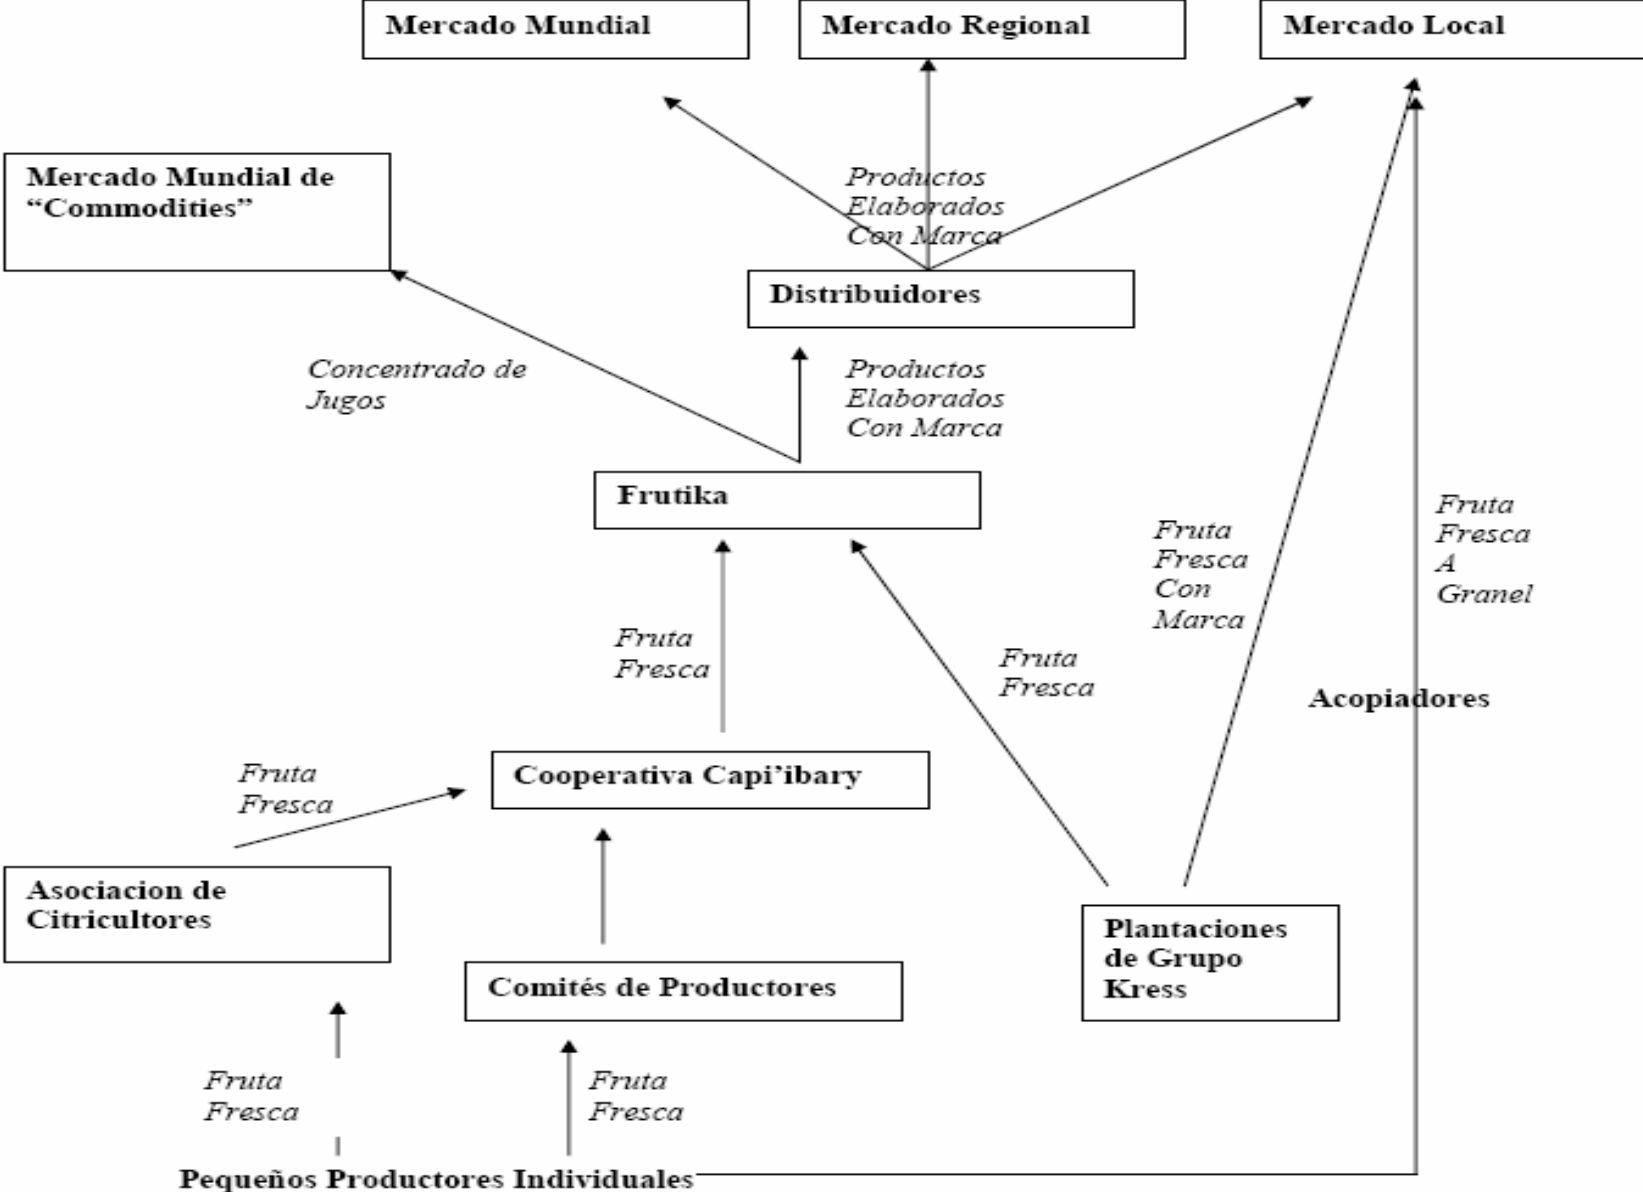 Mercado Mundial
Mercado Regional
Mercado Local
Mercado Mundial de
“Commodities”
Productos
Elaborados
Con Marca
Distribuidores
Concentrado de
Jugos
Productos
Elaborados
Con Marca
Frutika
Fruta
Fresca
Con
Marca
Fruta
Fresca
A
Granel
Fruta
Fresca
Fruta
Fresca
Acopiadores
Fruta
Fresca
Cooperativa Capi’ibary
Asociacion de
Citricultores
Comités de Productores
Plantaciones
de Grupo
Kress
Fruta
Fresca
Fruta
Fresca
Pequeños Productores Individuales